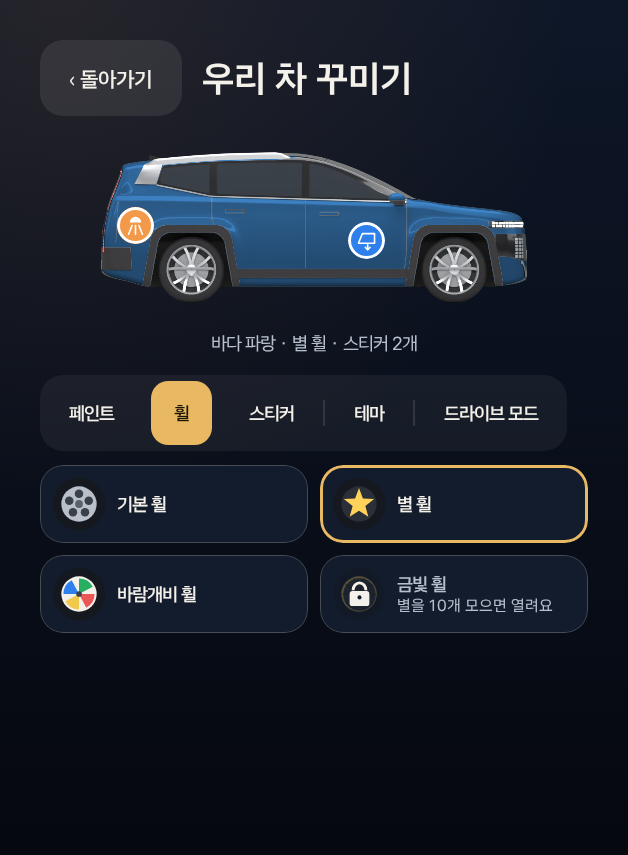 ‹ 돌아가기
우리 차 꾸미기
바다 파랑 · 별 휠 · 스티커 2개
페인트
휠
스티커
테마
드라이브 모드
기본 휠
별 휠
바람개비 휠
금빛 휠
별을 10개 모으면 열려요